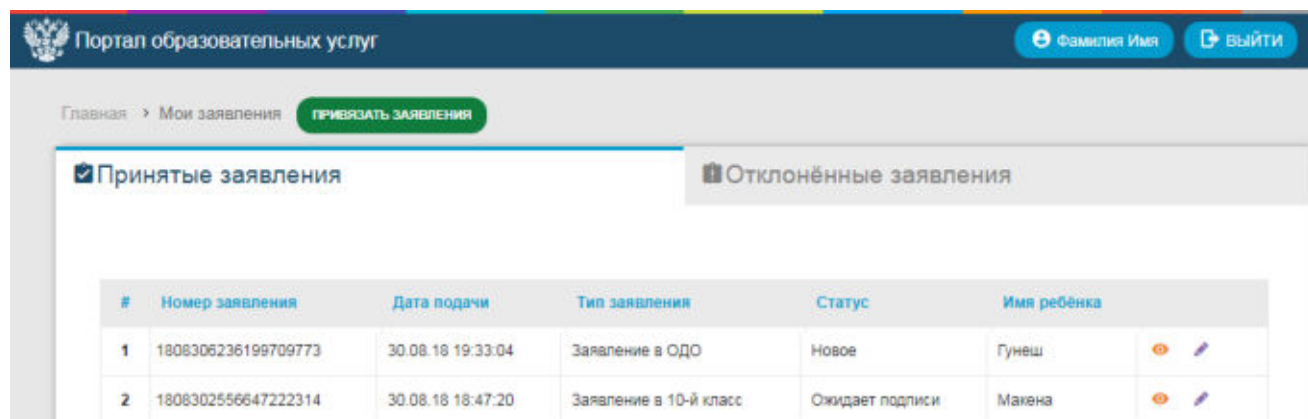 Портал образовательных услуг
Фамилия Имя
ВЫЙТИ
Главная > Мои заявления ПРИВЯЗАТЬ ЗАЯВЛЕНИЯ
Принятые заявления
Отклонённые заявления
# Номер заявления Дата подачи Тип заявления Статус Имя ребёнка
1 1808306236199709773 30.08.18 19:33:04 Заявление в ОДО Новое Гунеш
2 1808302556647222314 30.08.18 18:47:20 Заявление в 10-й класс Ожидает подписи Макена